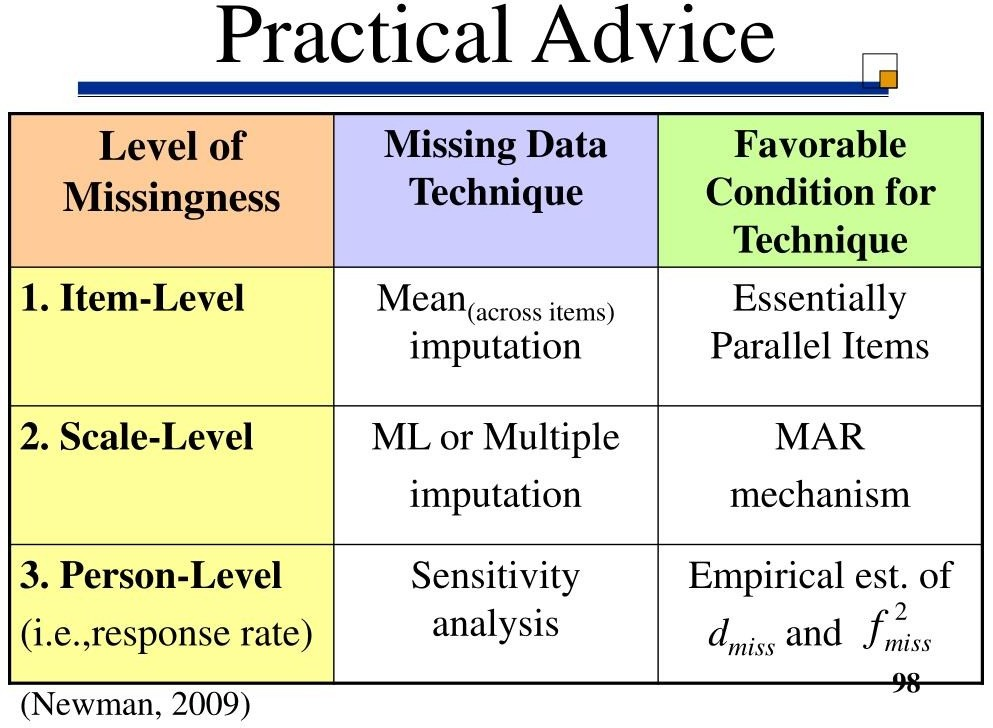 Practical Advice
Level of
Missingness
Missing Data
Technique
Favorable
Condition for
Technique
1. Item-Level
Mean(across items)
imputation
Essentially
Parallel Items
2. Scale-Level
ML or Multiple
imputation
MAR
mechanism
3. Person-Level
(i.e.,response rate)
Sensitivity
analysis
Empirical est. of
d_miss and f²_miss
98
(Newman, 2009)